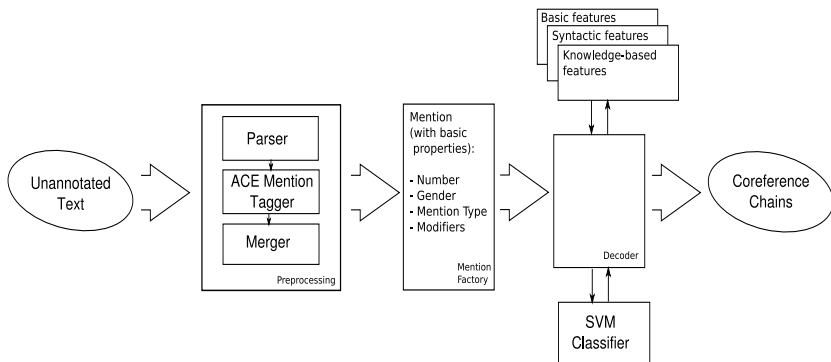 Basic features
Syntactic features
Knowledge-based
features
Unannotated
Text
Parser
ACE Mention
Tagger
Merger
Preprocessing
Mention
(with basic
properties):
- Number
- Gender
- Mention Type
- Modifiers
Mention
Factory
Decoder
SVM
Classifier
Coreference
Chains